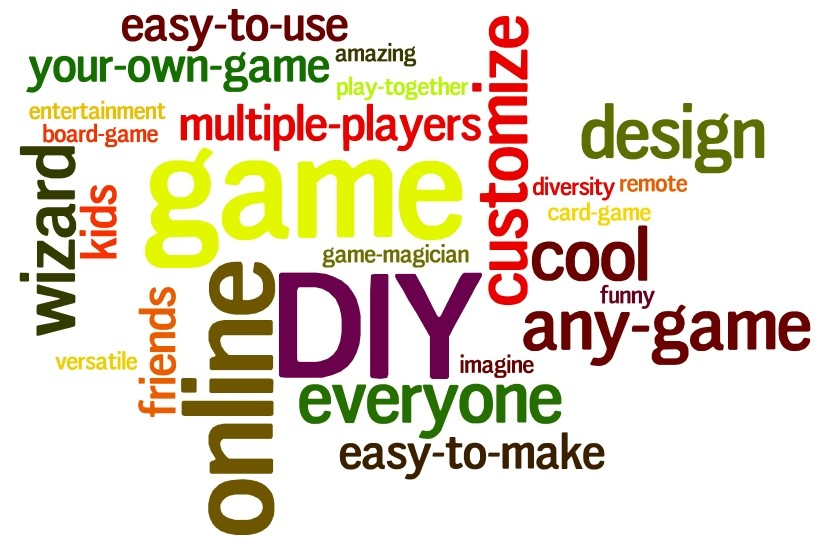 easy-to-use
amazing
your-own-game
play-together
customize
entertainment
board-game
multiple-players
design
wizard
kids
game
diversity
remote
card-game
game-magician
cool
funny
online
DIY
any-game
friends
versatile
imagine
everyone
easy-to-make